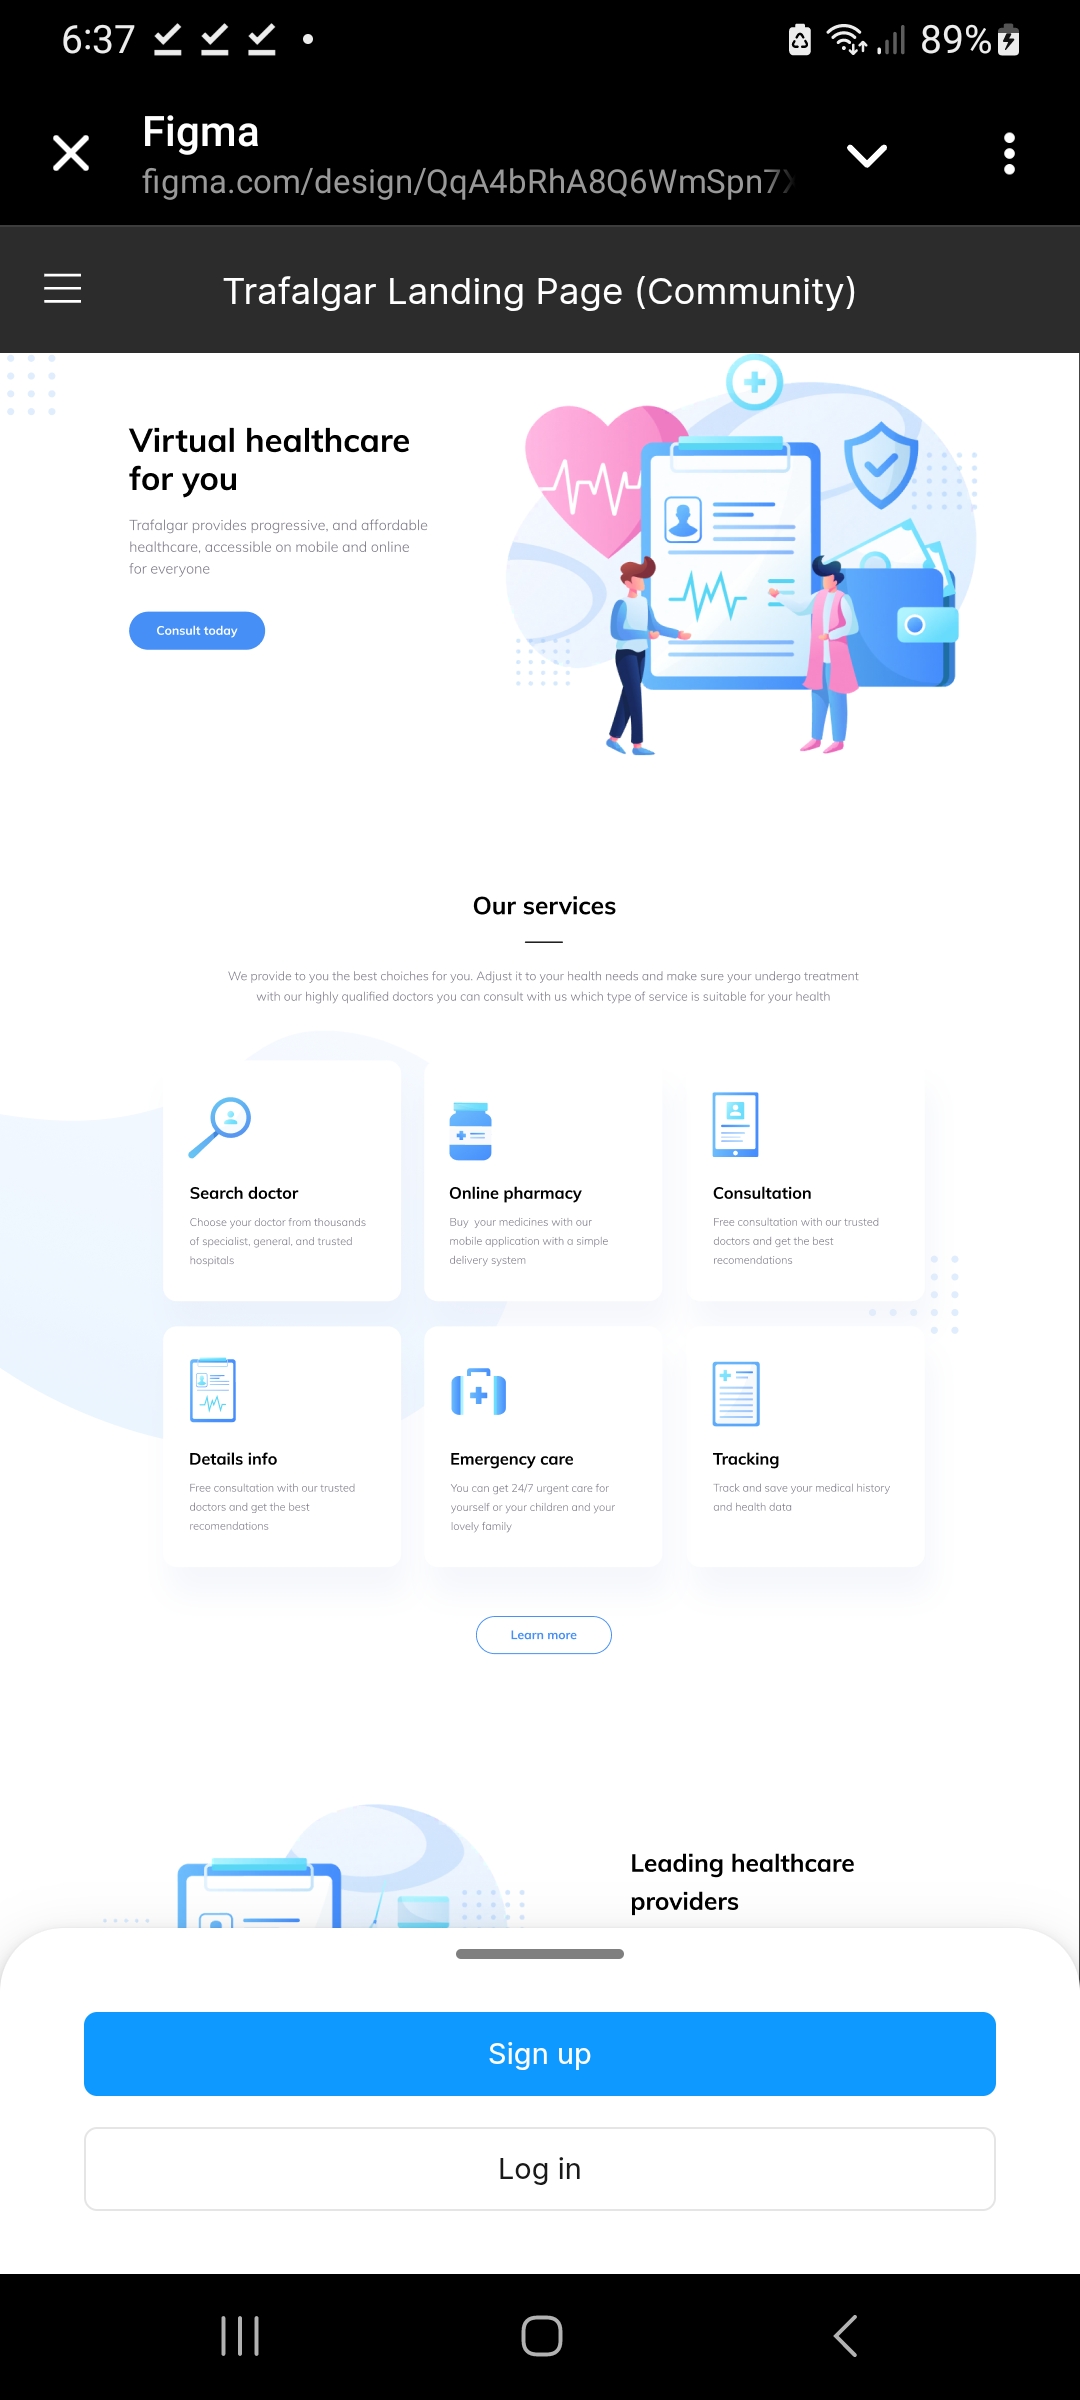 6:37
89%
Figma
figma.com/design/QqA4bRhA8Q6WmSpn7
Trafalgar Landing Page (Community)
Virtual healthcare
for you
Trafalgar provides progressive, and affordable
healthcare, accessible on mobile and online
for everyone
Consult today
Our services
We provide to you the best choiches for you. Adjust it to your health needs and make sure your undergo treatment
with our highly qualified doctors you can consult with us which type of service is suitable for your health
Search doctor
Choose your doctor from thousands
of specialist, general, and trusted
hospitals
Online pharmacy
Buy  your medicines with our
mobile application with a simple
delivery system
Consultation
Free consultation with our trusted
doctors and get the best
recomendations
Details info
Free consultation with our trusted
doctors and get the best
recomendations
Emergency care
You can get 24/7 urgent care for
yourself or your children and your
lovely family
Tracking
Track and save your medical history
and health data
Learn more
Leading healthcare
providers
Sign up
Log in